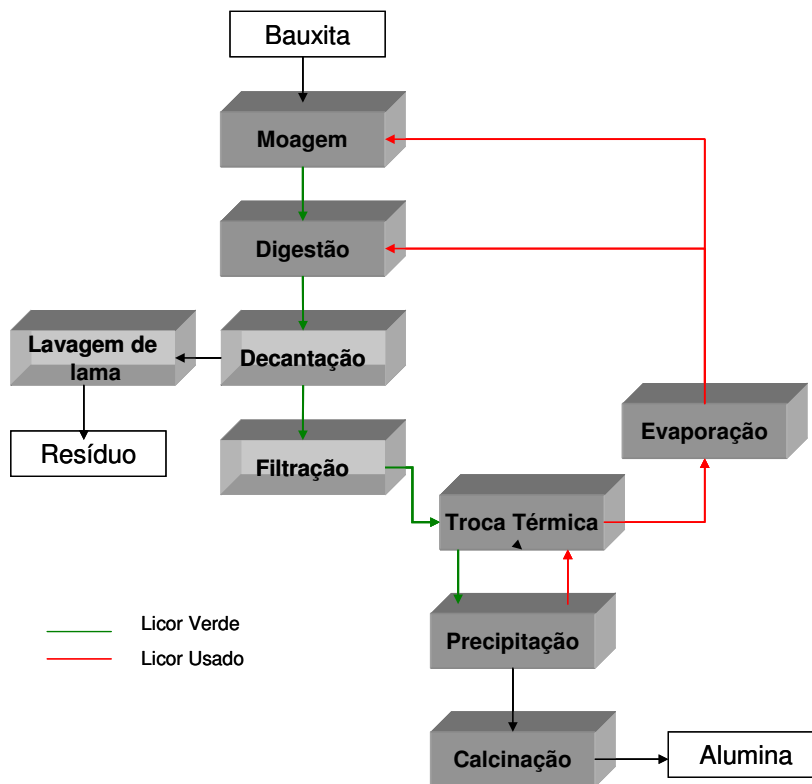 Bauxita
Moagem
Digestão
Lavagem de
lama
Decantação
Resíduo
Filtração
Evaporação
Troca Térmica
Licor Verde
Licor Usado
Precipitação
Calcinação
Alumina